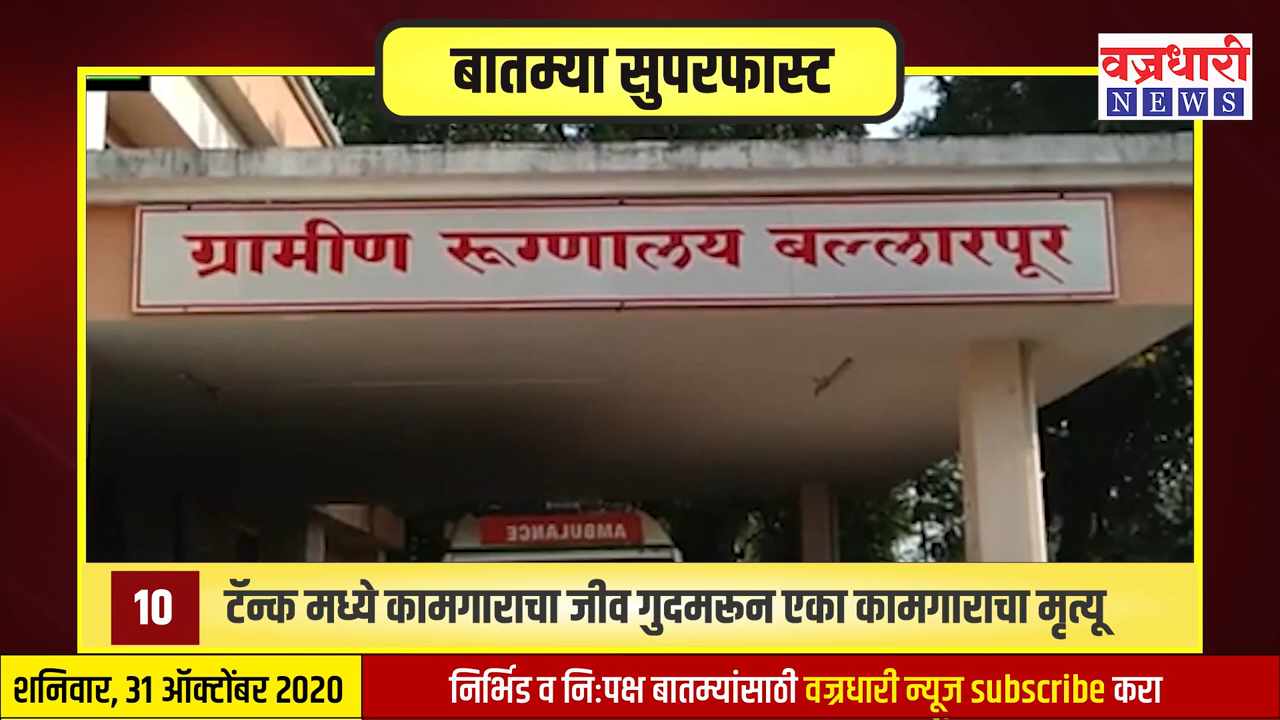 बातम्या सुपरफास्ट
वज्रधारी
NEWS
ग्रामीण रूग्णालय बल्लारपूर
AMBULANCE
10 टॅन्क मध्ये कामगाराचा जीव गुदमरून एका कामगाराचा मृत्यू
शनिवार, 31 ऑक्टोंबर 2020
निर्भिड व नि:पक्ष बातम्यांसाठी वज्रधारी न्यूज subscribe करा